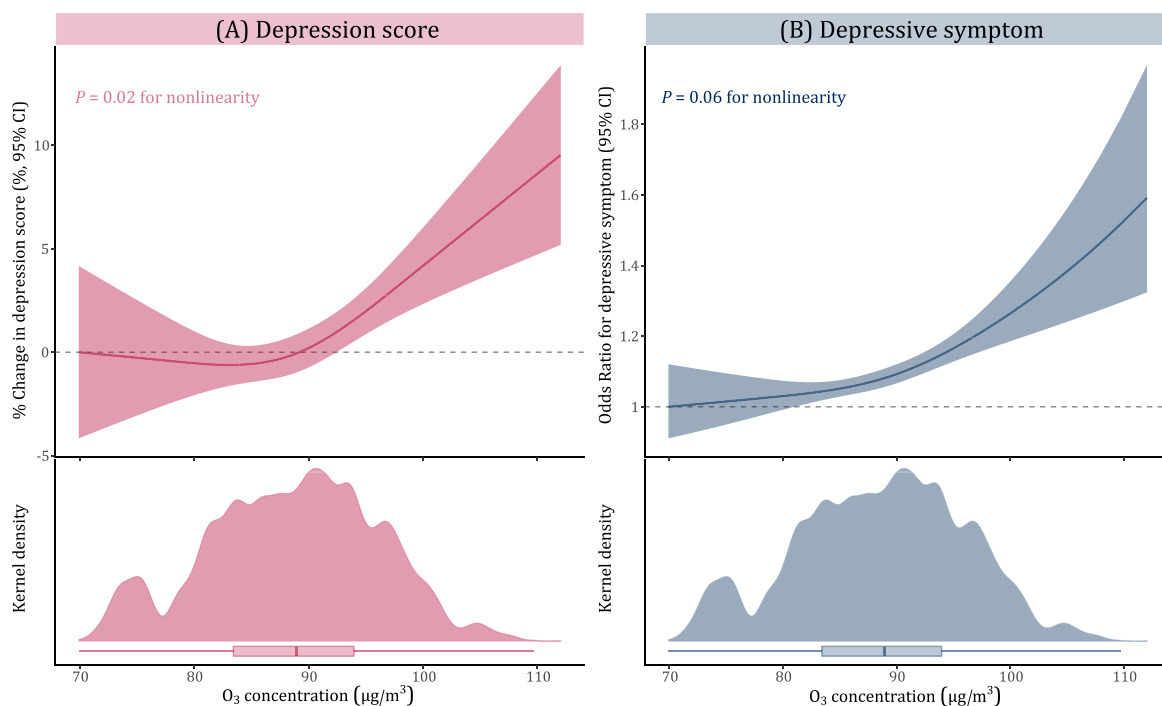 (A) Depression score
P = 0.02 for nonlinearity
% Change in depression score (%, 95% CI)
10
5
0
-5
Kernel density
70 80 90 100 110
O₃ concentration (μg/m³)
(B) Depressive symptom
P = 0.06 for nonlinearity
Odds Ratio for depressive symptom (95% CI)
1.8
1.6
1.4
1.2
1
Kernel density
70 80 90 100 110
O₃ concentration (μg/m³)